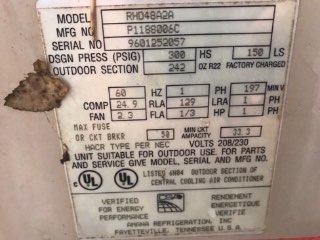 MODEL RHD48A2A
MFG NO P1188006C
SERIAL NO 9601252057
DSGN PRESS (PSIG) 300 HS 150 LS
OUTDOOR SECTION 242 OZ R22 FACTORY CHARGED
60 HZ 1 PH 197 MIN V
COMP 24.9 RLA 129 LRA 1 PH
FAN 2.3 FLA 1/3 HP 1 PH
MAX FUSE OR CKT BRKR 50 MIN CKT AMPACITY 33.3
HACR TYPE PER NEC VOLTS 208/230
UNIT SUITABLE FOR OUTDOOR USE. FOR PARTS
AND SERVICE GIVE MODEL, SERIAL AND MFG NO.
UL UL LISTED 6N04 OUTDOOR SECTION OF
CENTRAL COOLING AIR CONDITIONER
VERIFIED FOR ENERGY PERFORMANCE
RENDEMENT ENERGETIQUE VERIFIE
AMANA REFRIGERATION, INC
FAYETTEVILLE, TENNESSEE U.S.A